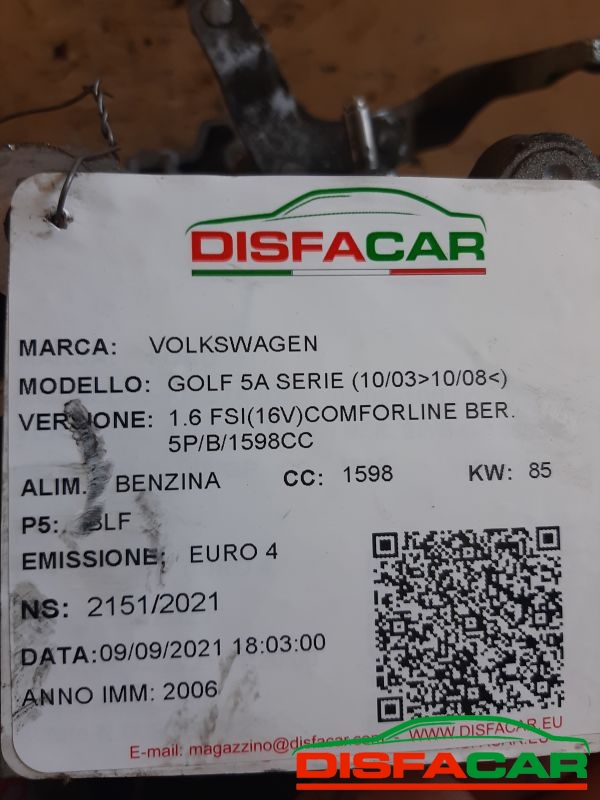 DISFACAR
MARCA: VOLKSWAGEN
MODELLO: GOLF 5A SERIE (10/03>10/08<)
VERSIONE: 1.6 FSI(16V)COMFORLINE BER.
5P/B/1598CC
ALIM. BENZINA CC: 1598 KW: 85
P5: BLF
EMISSIONE: EURO 4
NS: 2151/2021
DATA:09/09/2021 18:03:00
ANNO IMM: 2006
WWW.DISFACAR.EU
E-mail: magazzino@disfacar.com
DISFACAR